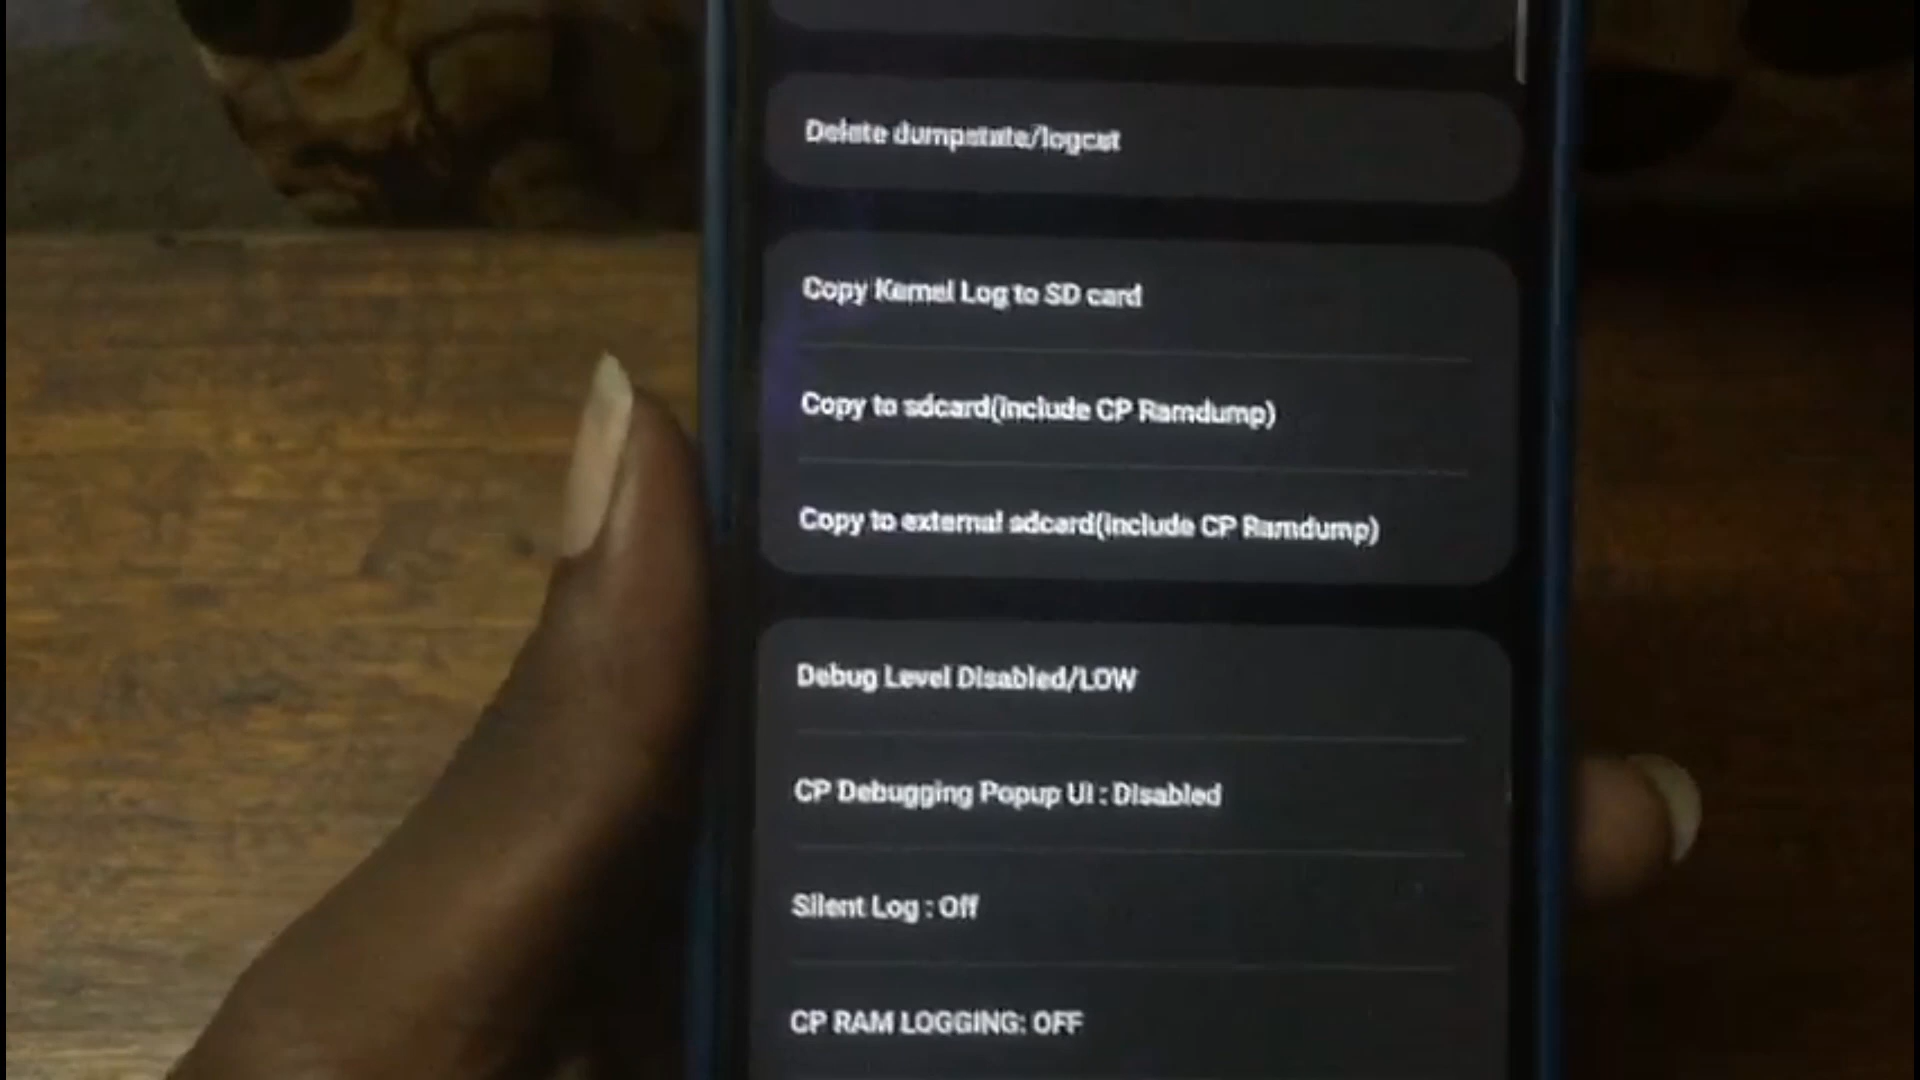 Delete dumpstate/logcat
Copy Kernel Log to SD card
Copy to sdcard(include CP Ramdump)
Copy to external sdcard(include CP Ramdump)
Debug Level Disabled/LOW
CP Debugging Popup UI : Disabled
Silent Log : Off
CP RAM LOGGING: OFF